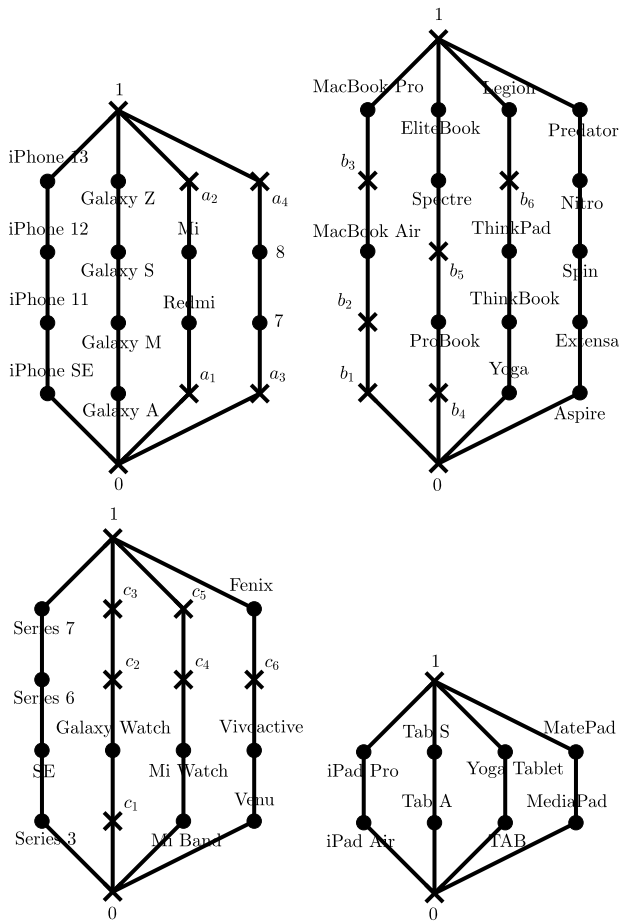 1
iPhone 13
Galaxy Z
a₂
a₄
iPhone 12
Mi
Galaxy S
8
iPhone 11
Redmi
Galaxy M
7
iPhone SE
a₁
a₃
Galaxy A
0
1
MacBook Pro
Legion
EliteBook
Predator
b₃
Spectre
b₆
Nitro
MacBook Air
ThinkPad
b₅
Spin
b₂
ThinkBook
ProBook
Extensa
b₁
Yoga
b₄
Aspire
0
1
Fenix
c₃
c₅
Series 7
c₂
c₄
c₆
Series 6
Galaxy Watch
Vivoactive
SE
Mi Watch
c₁
Venu
Series 3
Mi Band
0
1
MatePad
Tab S
iPad Pro
Yoga Tablet
Tab A
MediaPad
iPad Air
TAB
0